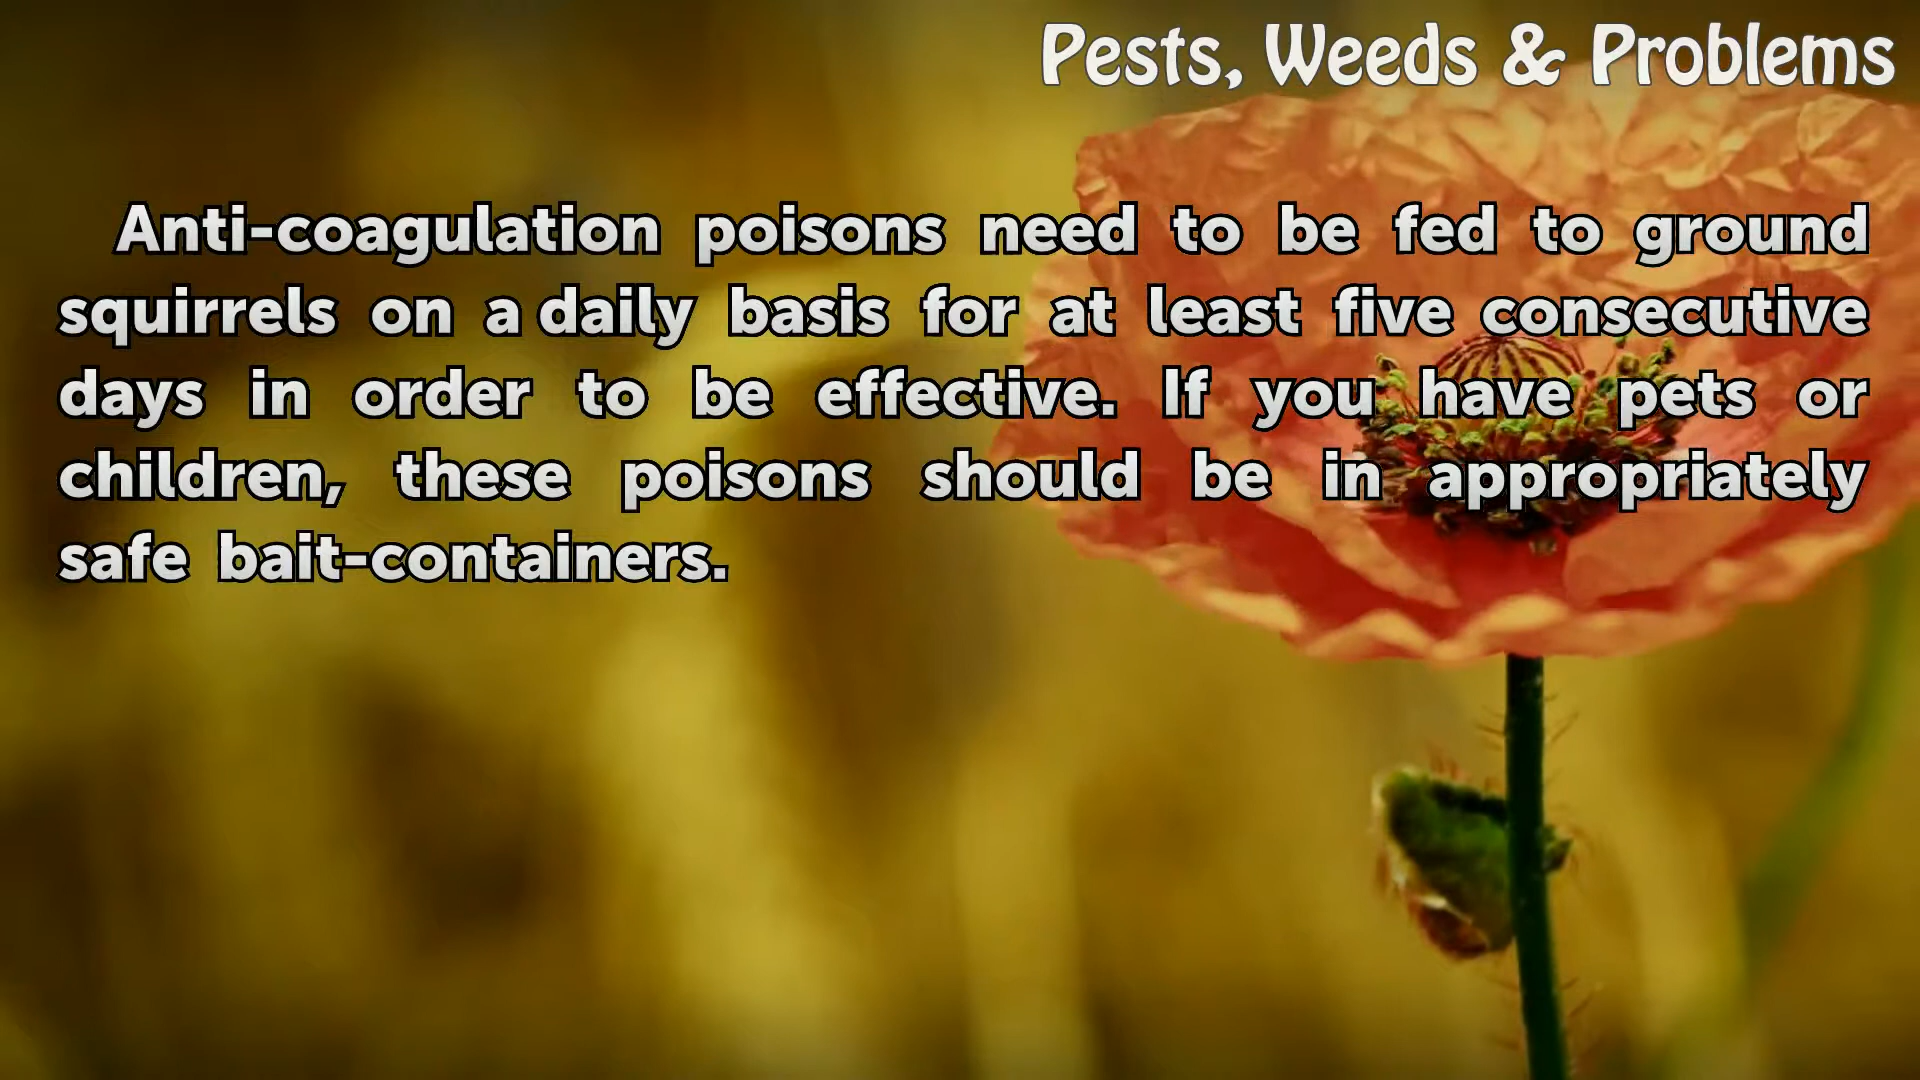 Pests, Weeds & Problems
Anti-coagulation poisons need to be fed to ground
squirrels on a daily basis for at least five consecutive
days in order to be effective. If you have pets or
children, these poisons should be in appropriately
safe bait-containers.